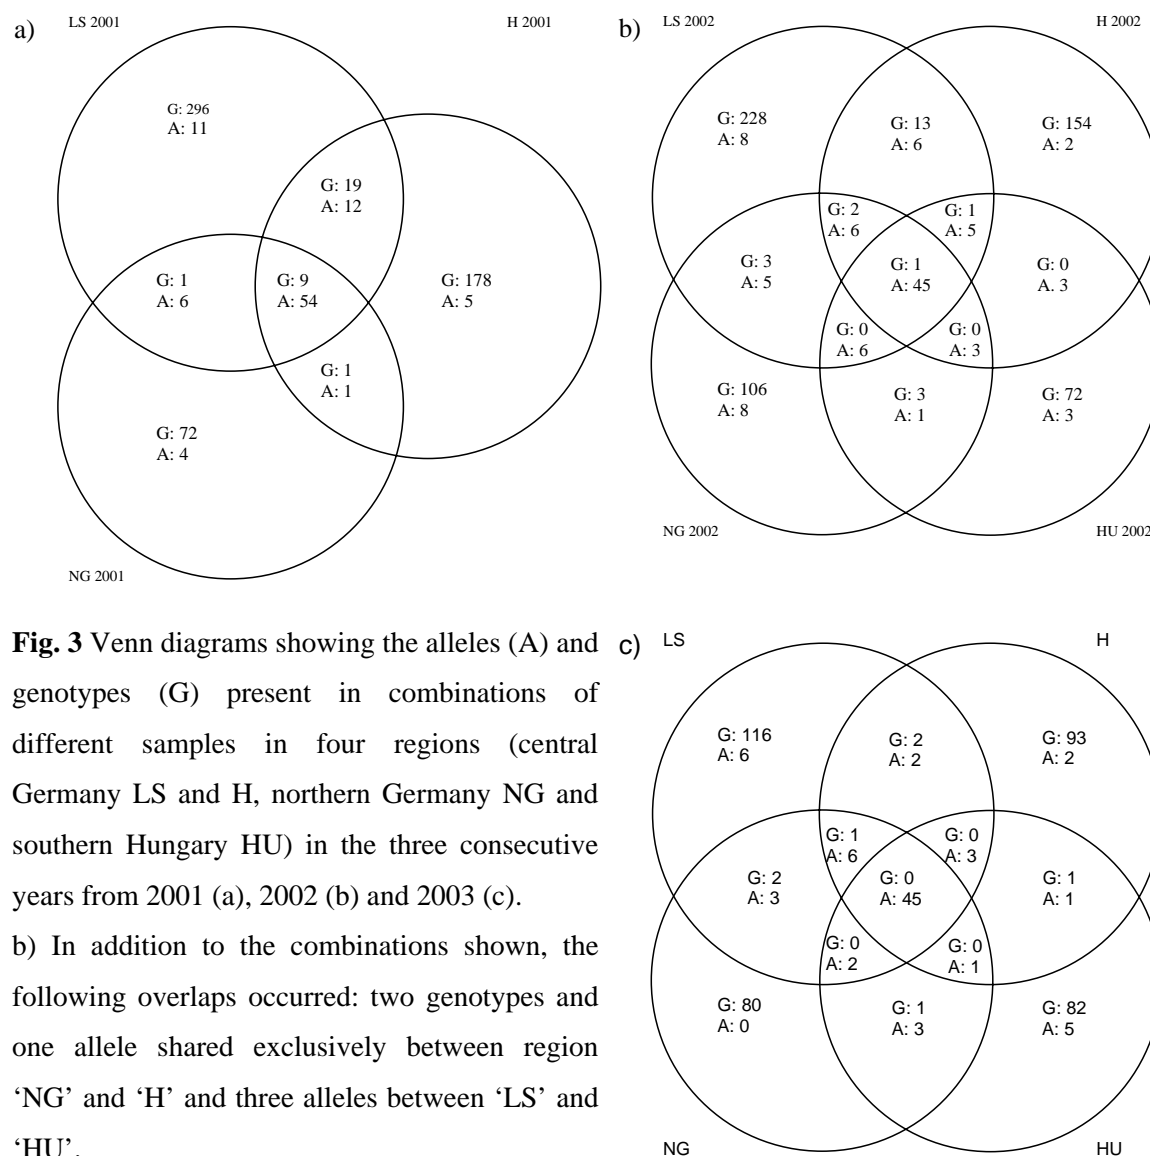 a)
LS 2001
H 2001
G: 296
A: 11
G: 19
A: 12
G: 1
A: 6
G: 9
A: 54
G: 178
A: 5
G: 1
A: 1
G: 72
A: 4
NG 2001
b)
LS 2002
H 2002
G: 228
A: 8
G: 13
A: 6
G: 154
A: 2
G: 2
A: 6
G: 1
A: 5
G: 3
A: 5
G: 1
A: 45
G: 0
A. 3
G: 0
A: 6
G: 0
A: 3
G: 106
A: 8
G: 3
A: 1
G: 72
A: 3
NG 2002
HU 2002
Fig. 3 Venn diagrams showing the alleles (A) and
genotypes (G) present in combinations of
different samples in four regions (central
Germany LS and H, northern Germany NG and
southern Hungary HU) in the three consecutive
years from 2001 (a), 2002 (b) and 2003 (c).
b) In addition to the combinations shown, the
following overlaps occurred: two genotypes and
one allele shared exclusively between region
‘NG’ and ‘H’ and three alleles between ‘LS’ and
‘HU’.
c)
LS
H
G: 116
A: 6
G: 2
A: 2
G: 93
A: 2
G: 1
A: 6
G: 0
A: 3
G: 2
A: 3
G: 0
A: 45
G: 1
A: 1
G: 0
A: 2
G: 0
A: 1
G: 80
A: 0
G: 1
A: 3
G: 82
A: 5
NG
HU